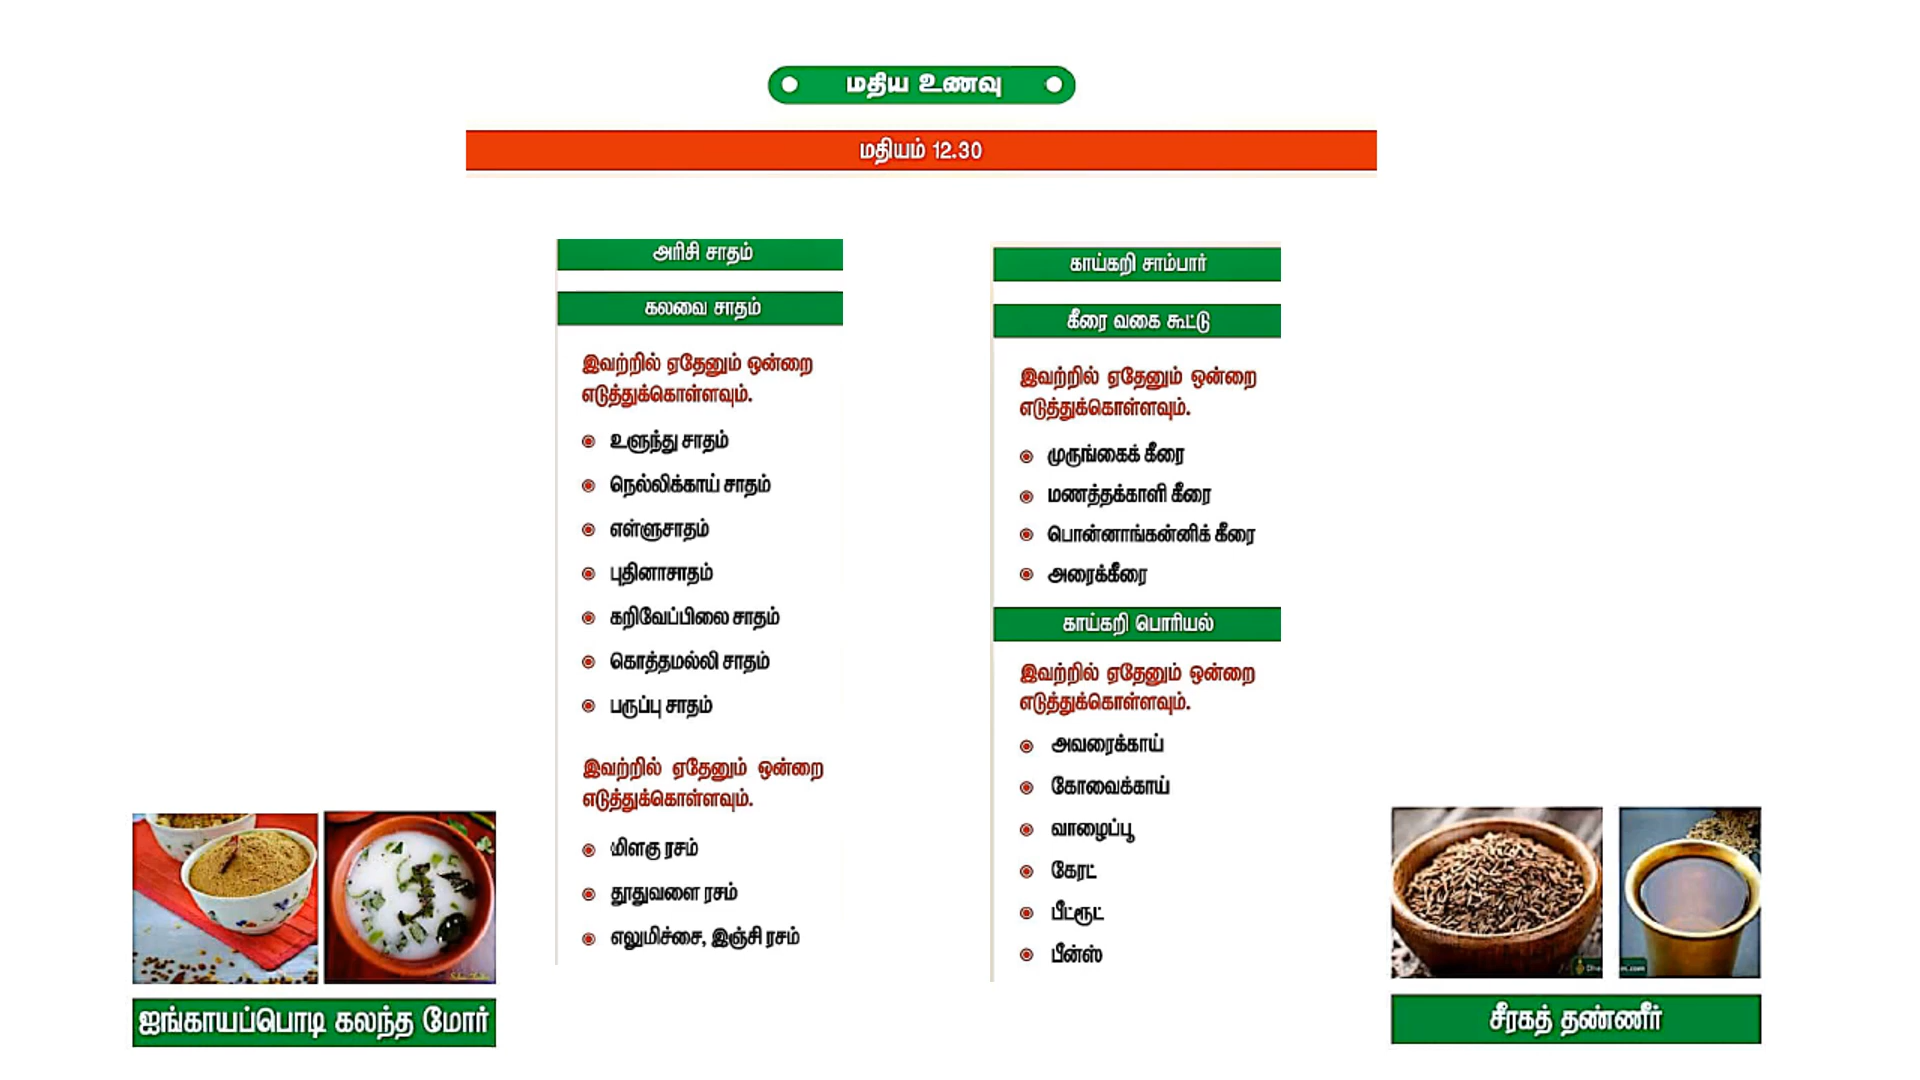 மதிய உணவு
மதியம் 12.30
அரிசி சாதம்
கலவை சாதம்
இவற்றில் ஏதேனும் ஒன்றை
எடுத்துக்கொள்ளவும்.
உளுந்து சாதம்
நெல்லிக்காய் சாதம்
எள்ளுசாதம்
புதினாசாதம்
கறிவேப்பிலை சாதம்
கொத்தமல்லி சாதம்
பருப்பு சாதம்
இவற்றில் ஏதேனும் ஒன்றை
எடுத்துக்கொள்ளவும்.
மிளகு ரசம்
தூதுவளை ரசம்
எலுமிச்சை, இஞ்சி ரசம்
காய்கறி சாம்பார்
கீரை வகை கூட்டு
இவற்றில் ஏதேனும் ஒன்றை
எடுத்துக்கொள்ளவும்.
முருங்கைக் கீரை
மணத்தக்காளி கீரை
பொன்னாங்கன்னிக் கீரை
அரைக்கீரை
காய்கறி பொரியல்
இவற்றில் ஏதேனும் ஒன்றை
எடுத்துக்கொள்ளவும்.
அவரைக்காய்
கோவைக்காய்
வாழைப்பூ
கேரட்
பீட்ரூட்
பீன்ஸ்
ஐங்காயப்பொடி கலந்த மோர்
சீரகத் தண்ணீர்